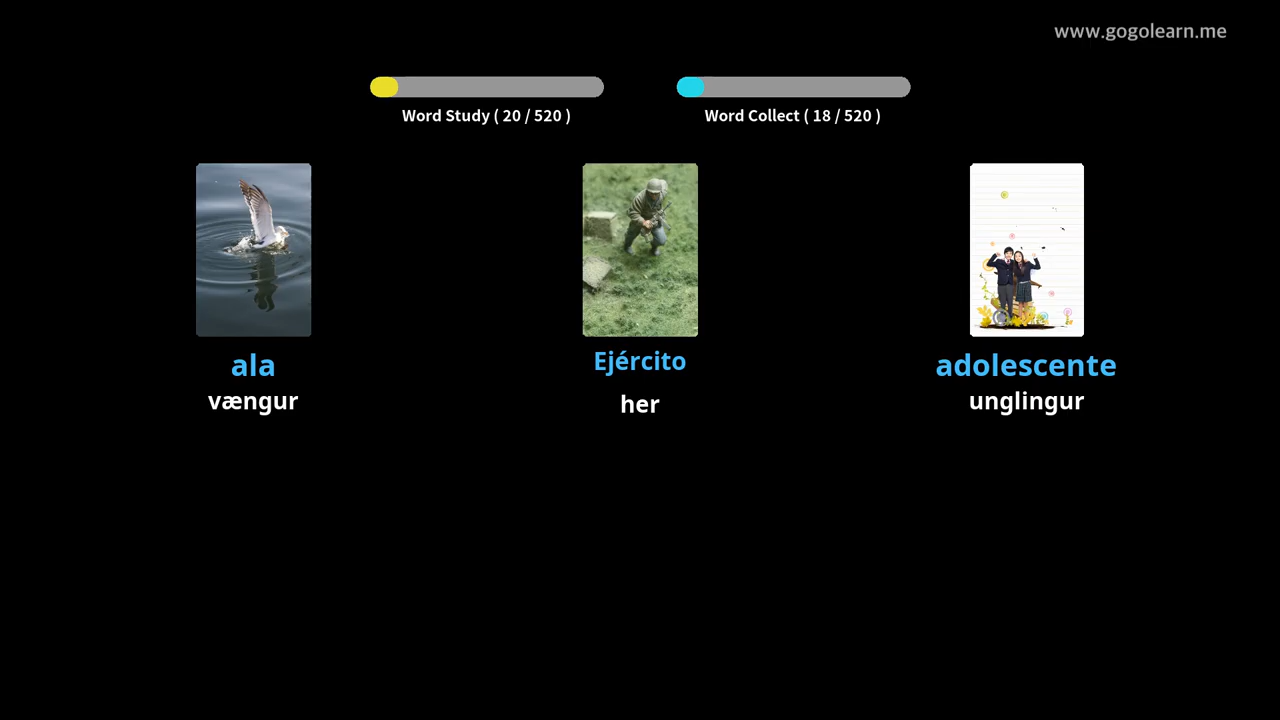 www.gogolearn.me
Word Study ( 20 / 520 )
Word Collect ( 18 / 520 )
ala
vængur
Ejército
her
adolescente
unglingur